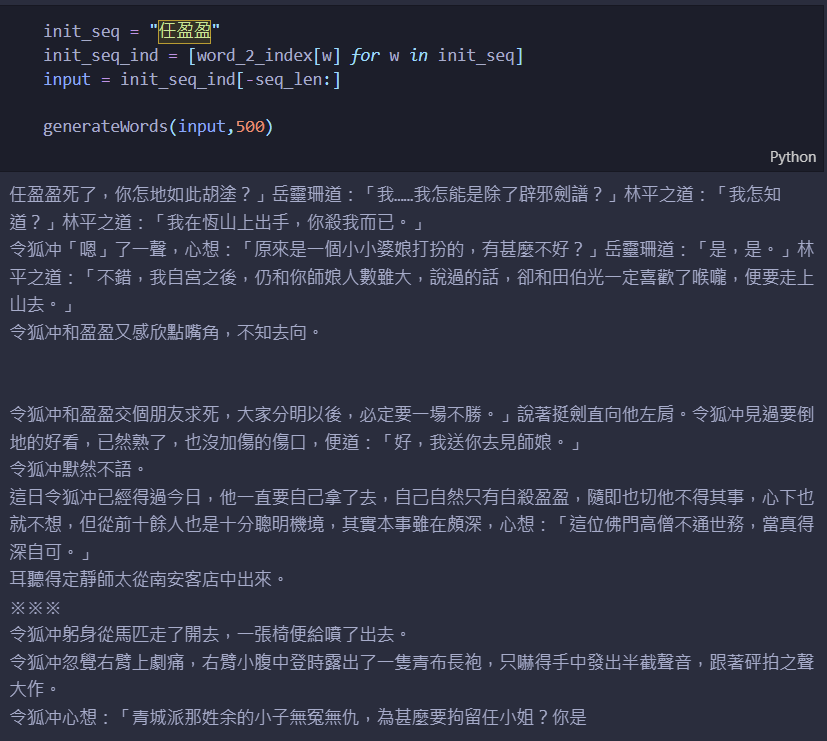 init_seq = "任盈盈"
init_seq_ind = [word_2_index[w] for w in init_seq]
input = init_seq_ind[-seq_len:]
generateWords(input,500)
Python
任盈盈死了，你怎地如此胡塗？」岳靈珊道：「我……我怎能是除了辟邪劍譜？」林平之道：「我怎知
道？」林平之道：「我在恆山上出手，你殺我而已。」
令狐冲「嗯」了一聲，心想：「原來是一個小小婆娘打扮的，有甚麼不好？」岳靈珊道：「是，是。」林
平之道：「不錯，我自宮之後，仍和你師娘人數雖大，說過的話，卻和田伯光一定喜歡了喉嚨，便要走上
山去。」
令狐冲和盈盈又感欣點嘴角，不知去向。
令狐冲和盈盈交個朋友求死，大家分明以後，必定要一場不勝。」說著挺劍直向他左肩。令狐冲見過要倒
地的好看，已然熟了，也沒加傷的傷口，便道：「好，我送你去見師娘。」
令狐冲默然不語。
這日令狐冲已經得過今日，他一直要自己拿了去，自己自然只有自殺盈盈，隨即也切他不得其事，心下也
就不想，但從前十餘人也是十分聰明機境，其實本事雖在頗深，心想：「這位佛門高僧不通世務，當真得
深自可。」
耳聽得定靜師太從南安客店中出來。
※※※
令狐冲躬身從馬匹走了開去，一張椅便給噴了出去。
令狐冲忽覺右臂上劇痛，右臂小腹中登時露出了一隻青布長袍，只嚇得手中發出半截聲音，跟著砰拍之聲
大作。
令狐冲心想：「青城派那姓余的小子無冤無仇，為甚麼要拘留任小姐？你是